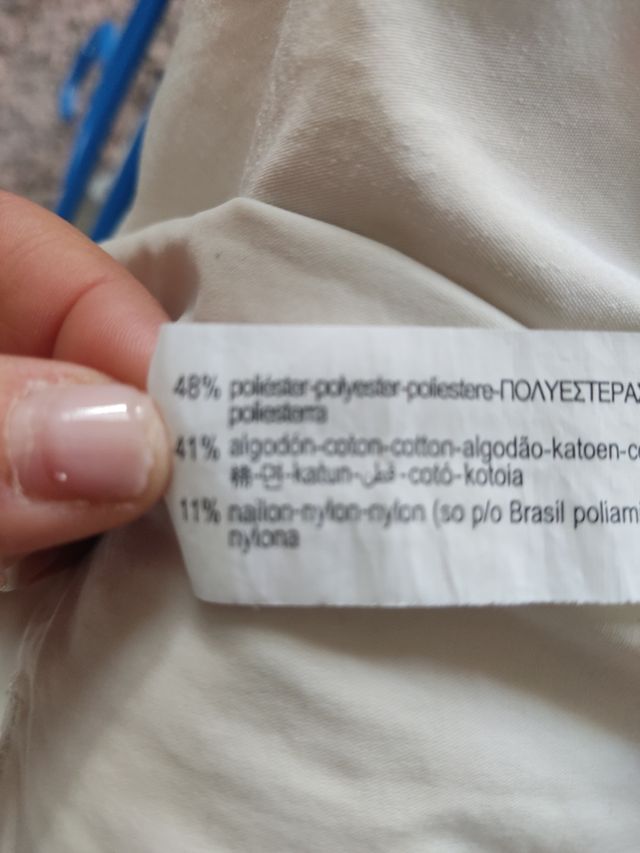 48% poliéster-polyester-poliestere-ΠΟΛΥΕΣΤΕΡΑΣ
poliesterra
41% algodón-coton-cotton-algodão-katoen-co
棉-면-katun-قطن-cotó-kotoia
11% nailon-nylon-nylon (so p/o Brasil poliami
nylona